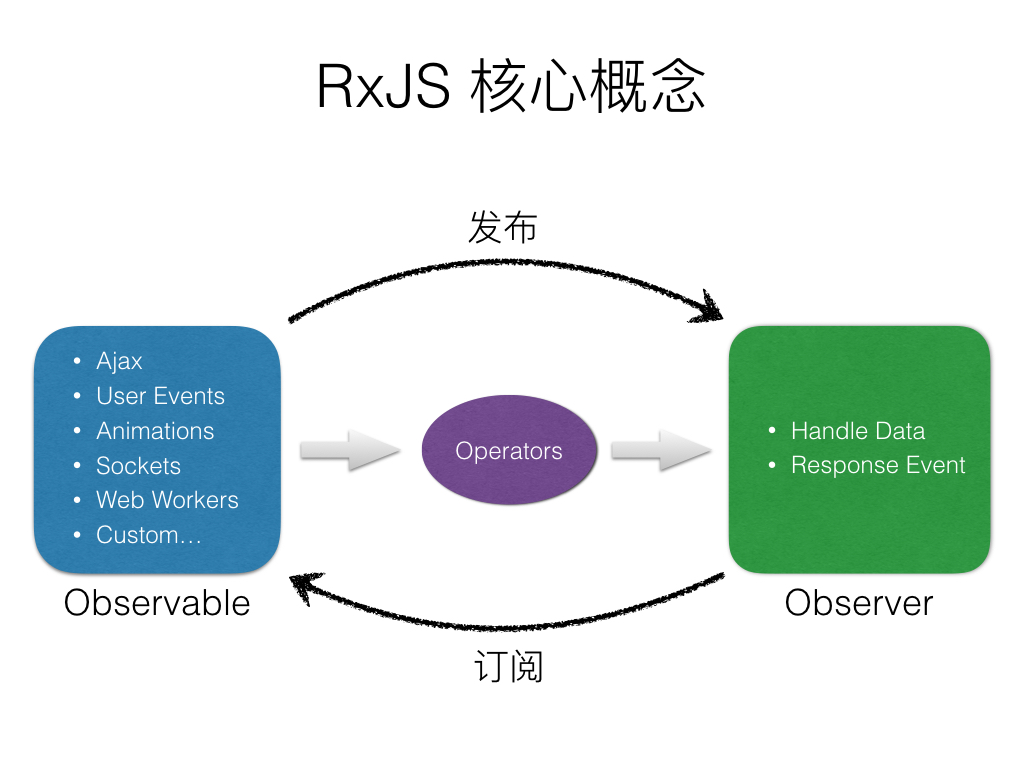 RxJS 核心概念
发布
• Ajax
• User Events
• Animations
• Sockets
• Web Workers
• Custom...
Operators
• Handle Data
• Response Event
Observable
Observer
订阅